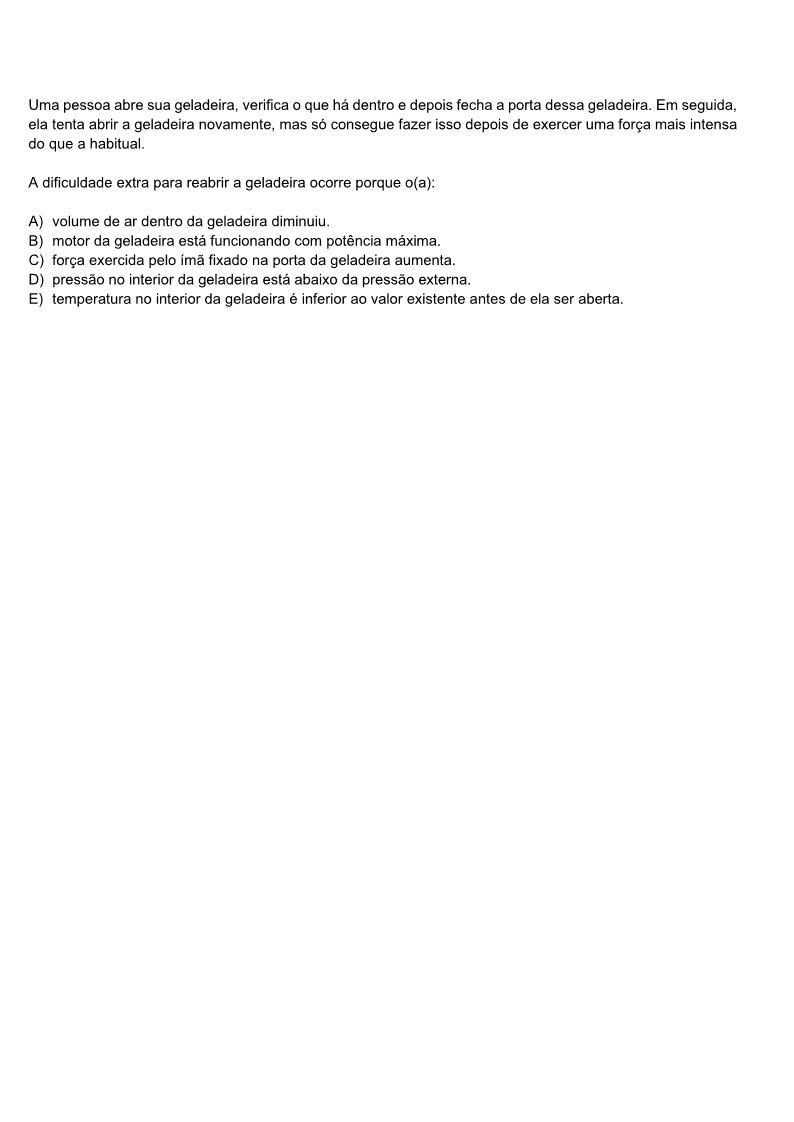 Uma pessoa abre sua geladeira, verifica o que há dentro e depois fecha a porta dessa geladeira. Em seguida,
ela tenta abrir a geladeira novamente, mas só consegue fazer isso depois de exercer uma força mais intensa
do que a habitual.
A dificuldade extra para reabrir a geladeira ocorre porque o(a):
A) volume de ar dentro da geladeira diminuiu.
B) motor da geladeira está funcionando com potência máxima.
C) força exercida pelo ímã fixado na porta da geladeira aumenta.
D) pressão no interior da geladeira está abaixo da pressão externa.
E) temperatura no interior da geladeira é inferior ao valor existente antes de ela ser aberta.